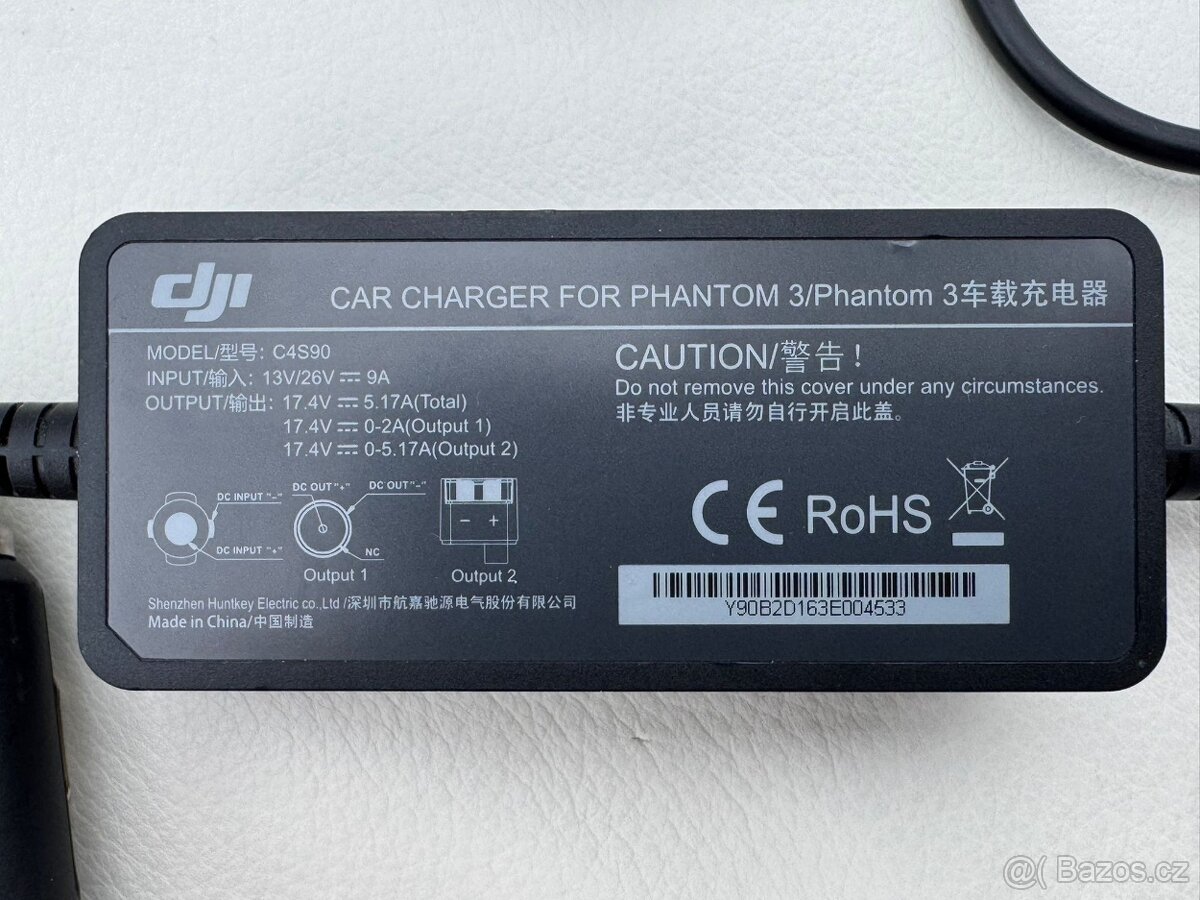 dji
CAR CHARGER FOR PHANTOM 3/Phantom 3车载充电器
MODEL/型号: C4S90
INPUT/输入: 13V/26V ⎓ 9A
OUTPUT/输出: 17.4V ⎓ 5.17A(Total)
17.4V ⎓ 0-2A(Output 1)
17.4V ⎓ 0-5.17A(Output 2)
CAUTION/警告!
Do not remove this cover under any circumstances.
非专业人员请勿自行开启此盖。
DC INPUT "-"
DC INPUT "+"
DC OUT"+"
DC OUT"-"
NC
Output 1
- +
Output 2
CE RoHS
Shenzhen Huntkey Electric co.,Ltd /深圳市航嘉驰源电气股份有限公司
Made in China/中国制造
Y90B2D163E004533
@( Bazos.cz